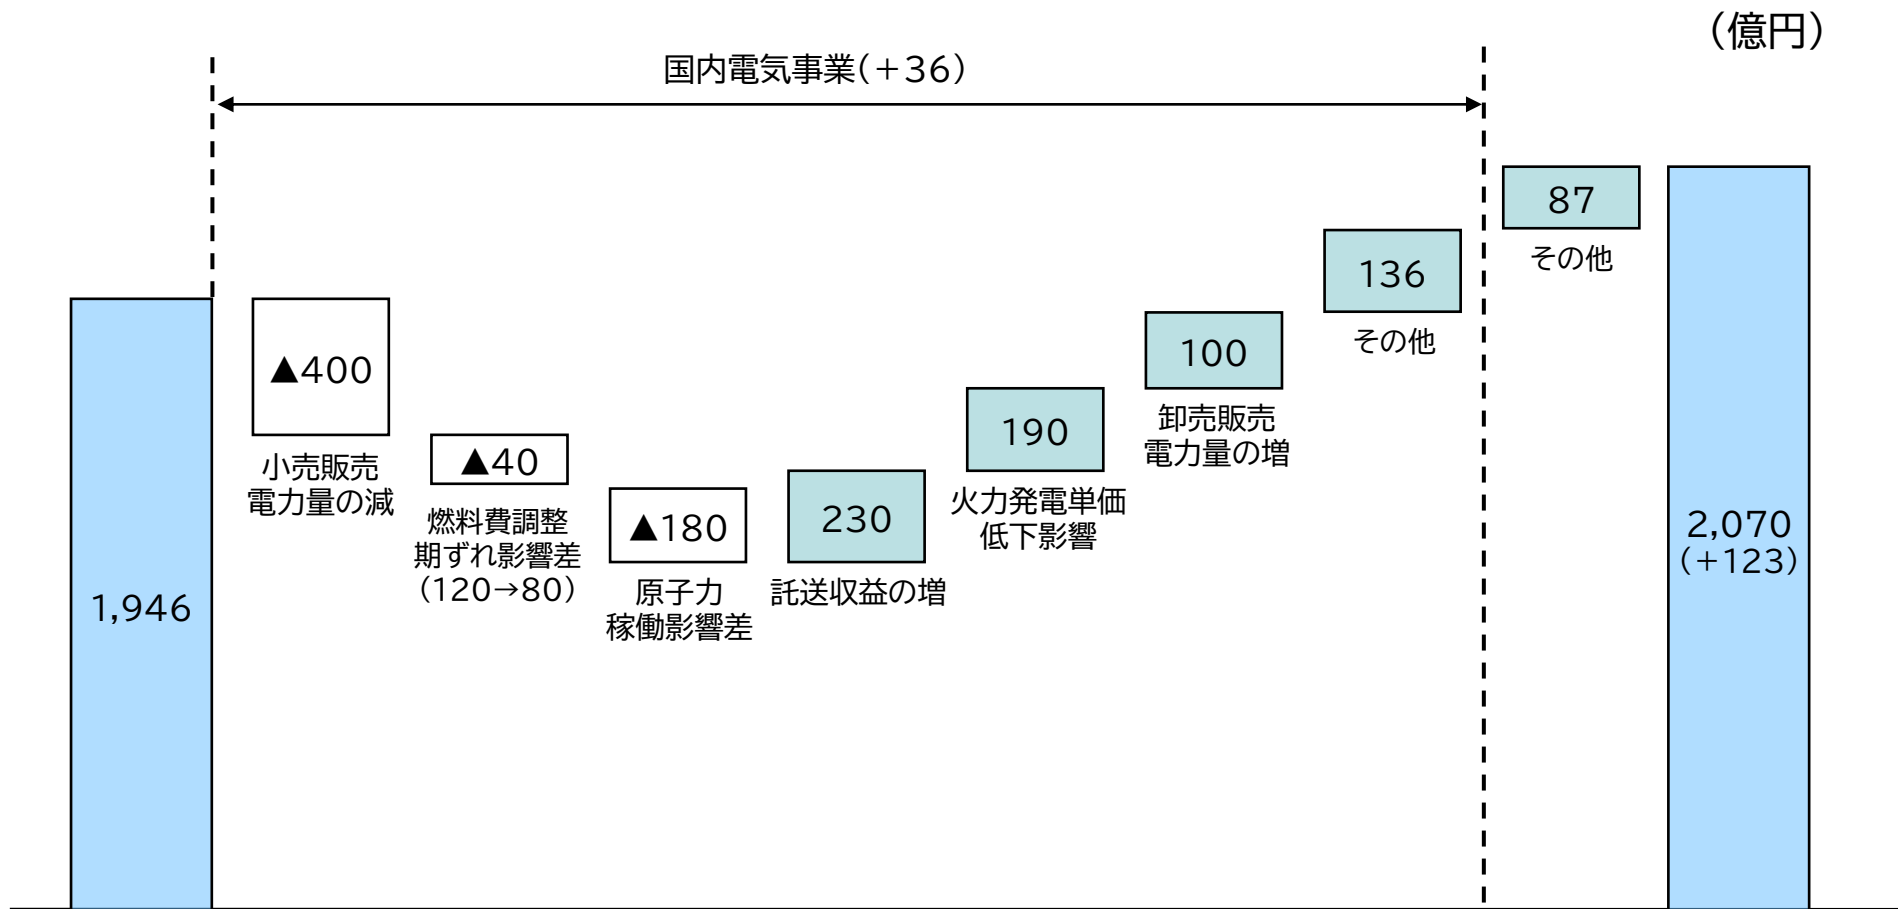 （億円）
国内電気事業（＋36）
1,946
▲400
小売販売
電力量の減
▲40
燃料費調整
期ずれ影響差
（120→80）
▲180
原子力
稼働影響差
230
託送収益の増
190
火力発電単価
低下影響
100
卸売販売
電力量の増
136
その他
87
その他
2,070
（＋123）